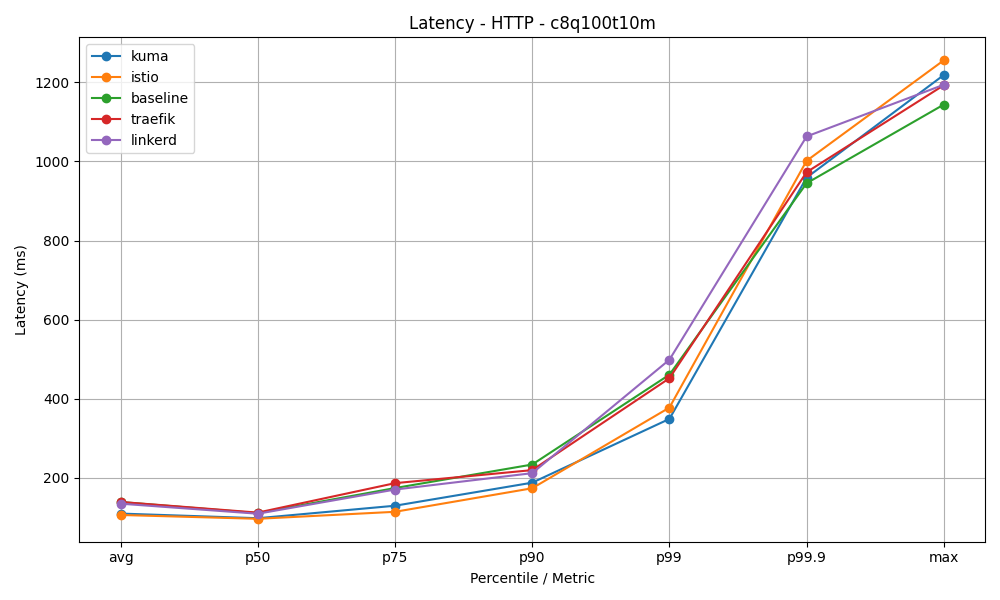 Latency - HTTP - c8q100t10m
kuma
istio
baseline
traefik
linkerd
Latency (ms)
1200
1000
800
600
400
200
avg p50 p75 p90 p99 p99.9 max
Percentile / Metric